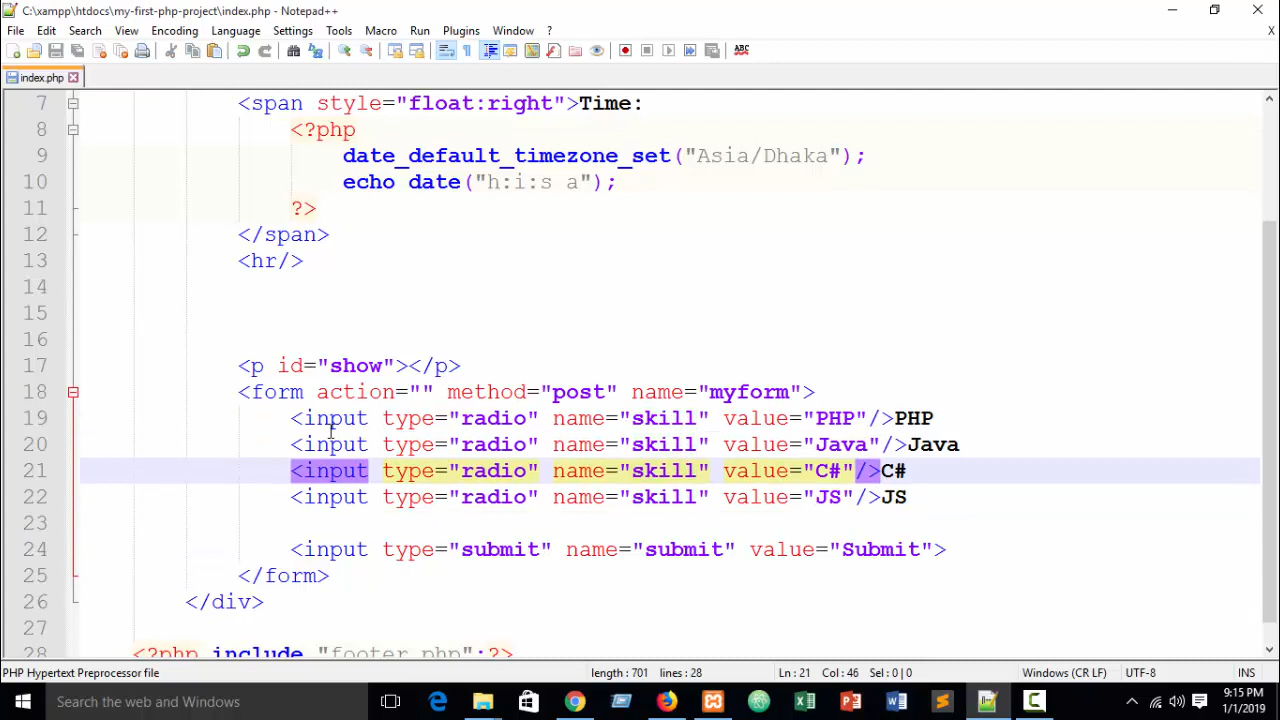 C:\xampp\htdocs\my-first-php-project\index.php - Notepad++
File Edit Search View Encoding Language Settings Tools Macro Run Plugins Window ? X
index.php
7 <span style="float:right">Time:
8 <?php
9 date_default_timezone_set("Asia/Dhaka");
10 echo date("h:i:s a");
11 ?>
12 </span>
13 <hr/>
14
15
16
17 <p id="show"></p>
18 <form action="" method="post" name="myform">
19 <input type="radio" name="skill" value="PHP"/>PHP
20 <input type="radio" name="skill" value="Java"/>Java
21 <input type="radio" name="skill" value="C#"/>C#
22 <input type="radio" name="skill" value="JS"/>JS
23
24 <input type="submit" name="submit" value="Submit">
25 </form>
26 </div>
27
28 <?php include "footer.php";?>
PHP Hypertext Preprocessor file length : 701 lines : 28 Ln : 21 Col : 46 Sel : 0 | 0 Windows (CR LF) UTF-8 INS
Search the web and Windows
9:15 PM
1/1/2019